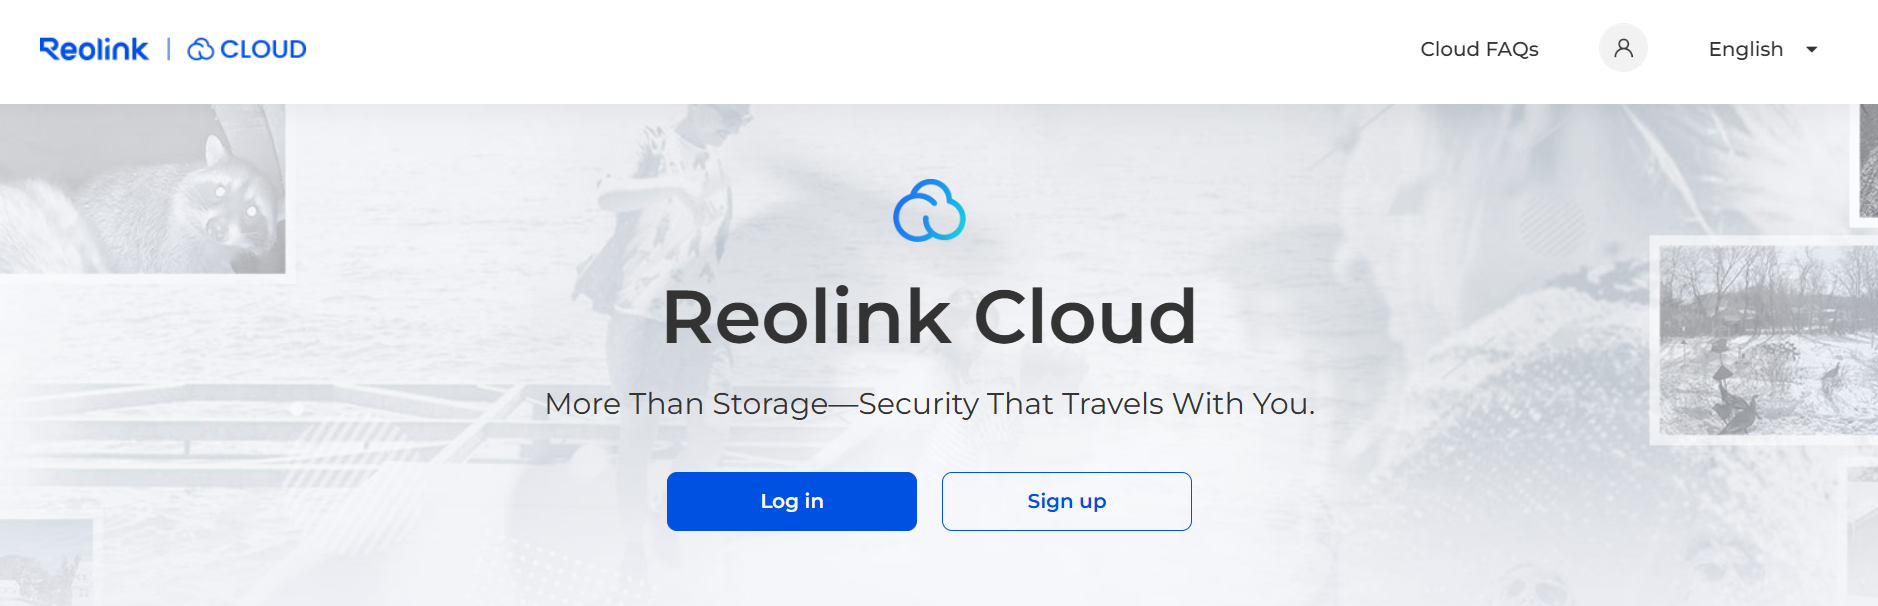 Reolink | CLOUD
Cloud FAQs
English
Reolink Cloud
More Than Storage—Security That Travels With You.
Log in
Sign up